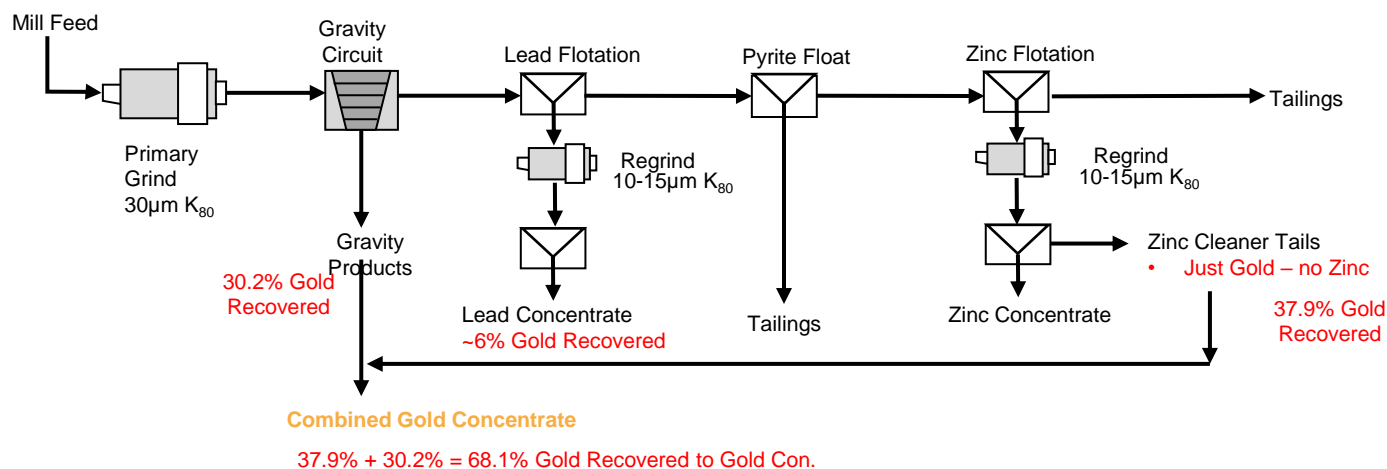 Mill Feed
Gravity
Circuit
Lead Flotation
Pyrite Float
Zinc Flotation
Tailings
Primary
Grind
30µm K80
Regrind
10-15µm K80
Regrind
10-15µm K80
Gravity
Products
30.2% Gold
Recovered
Lead Concentrate
~6% Gold Recovered
Tailings
Zinc Concentrate
Zinc Cleaner Tails
• Just Gold – no Zinc
37.9% Gold
Recovered
Combined Gold Concentrate
37.9% + 30.2% = 68.1% Gold Recovered to Gold Con.